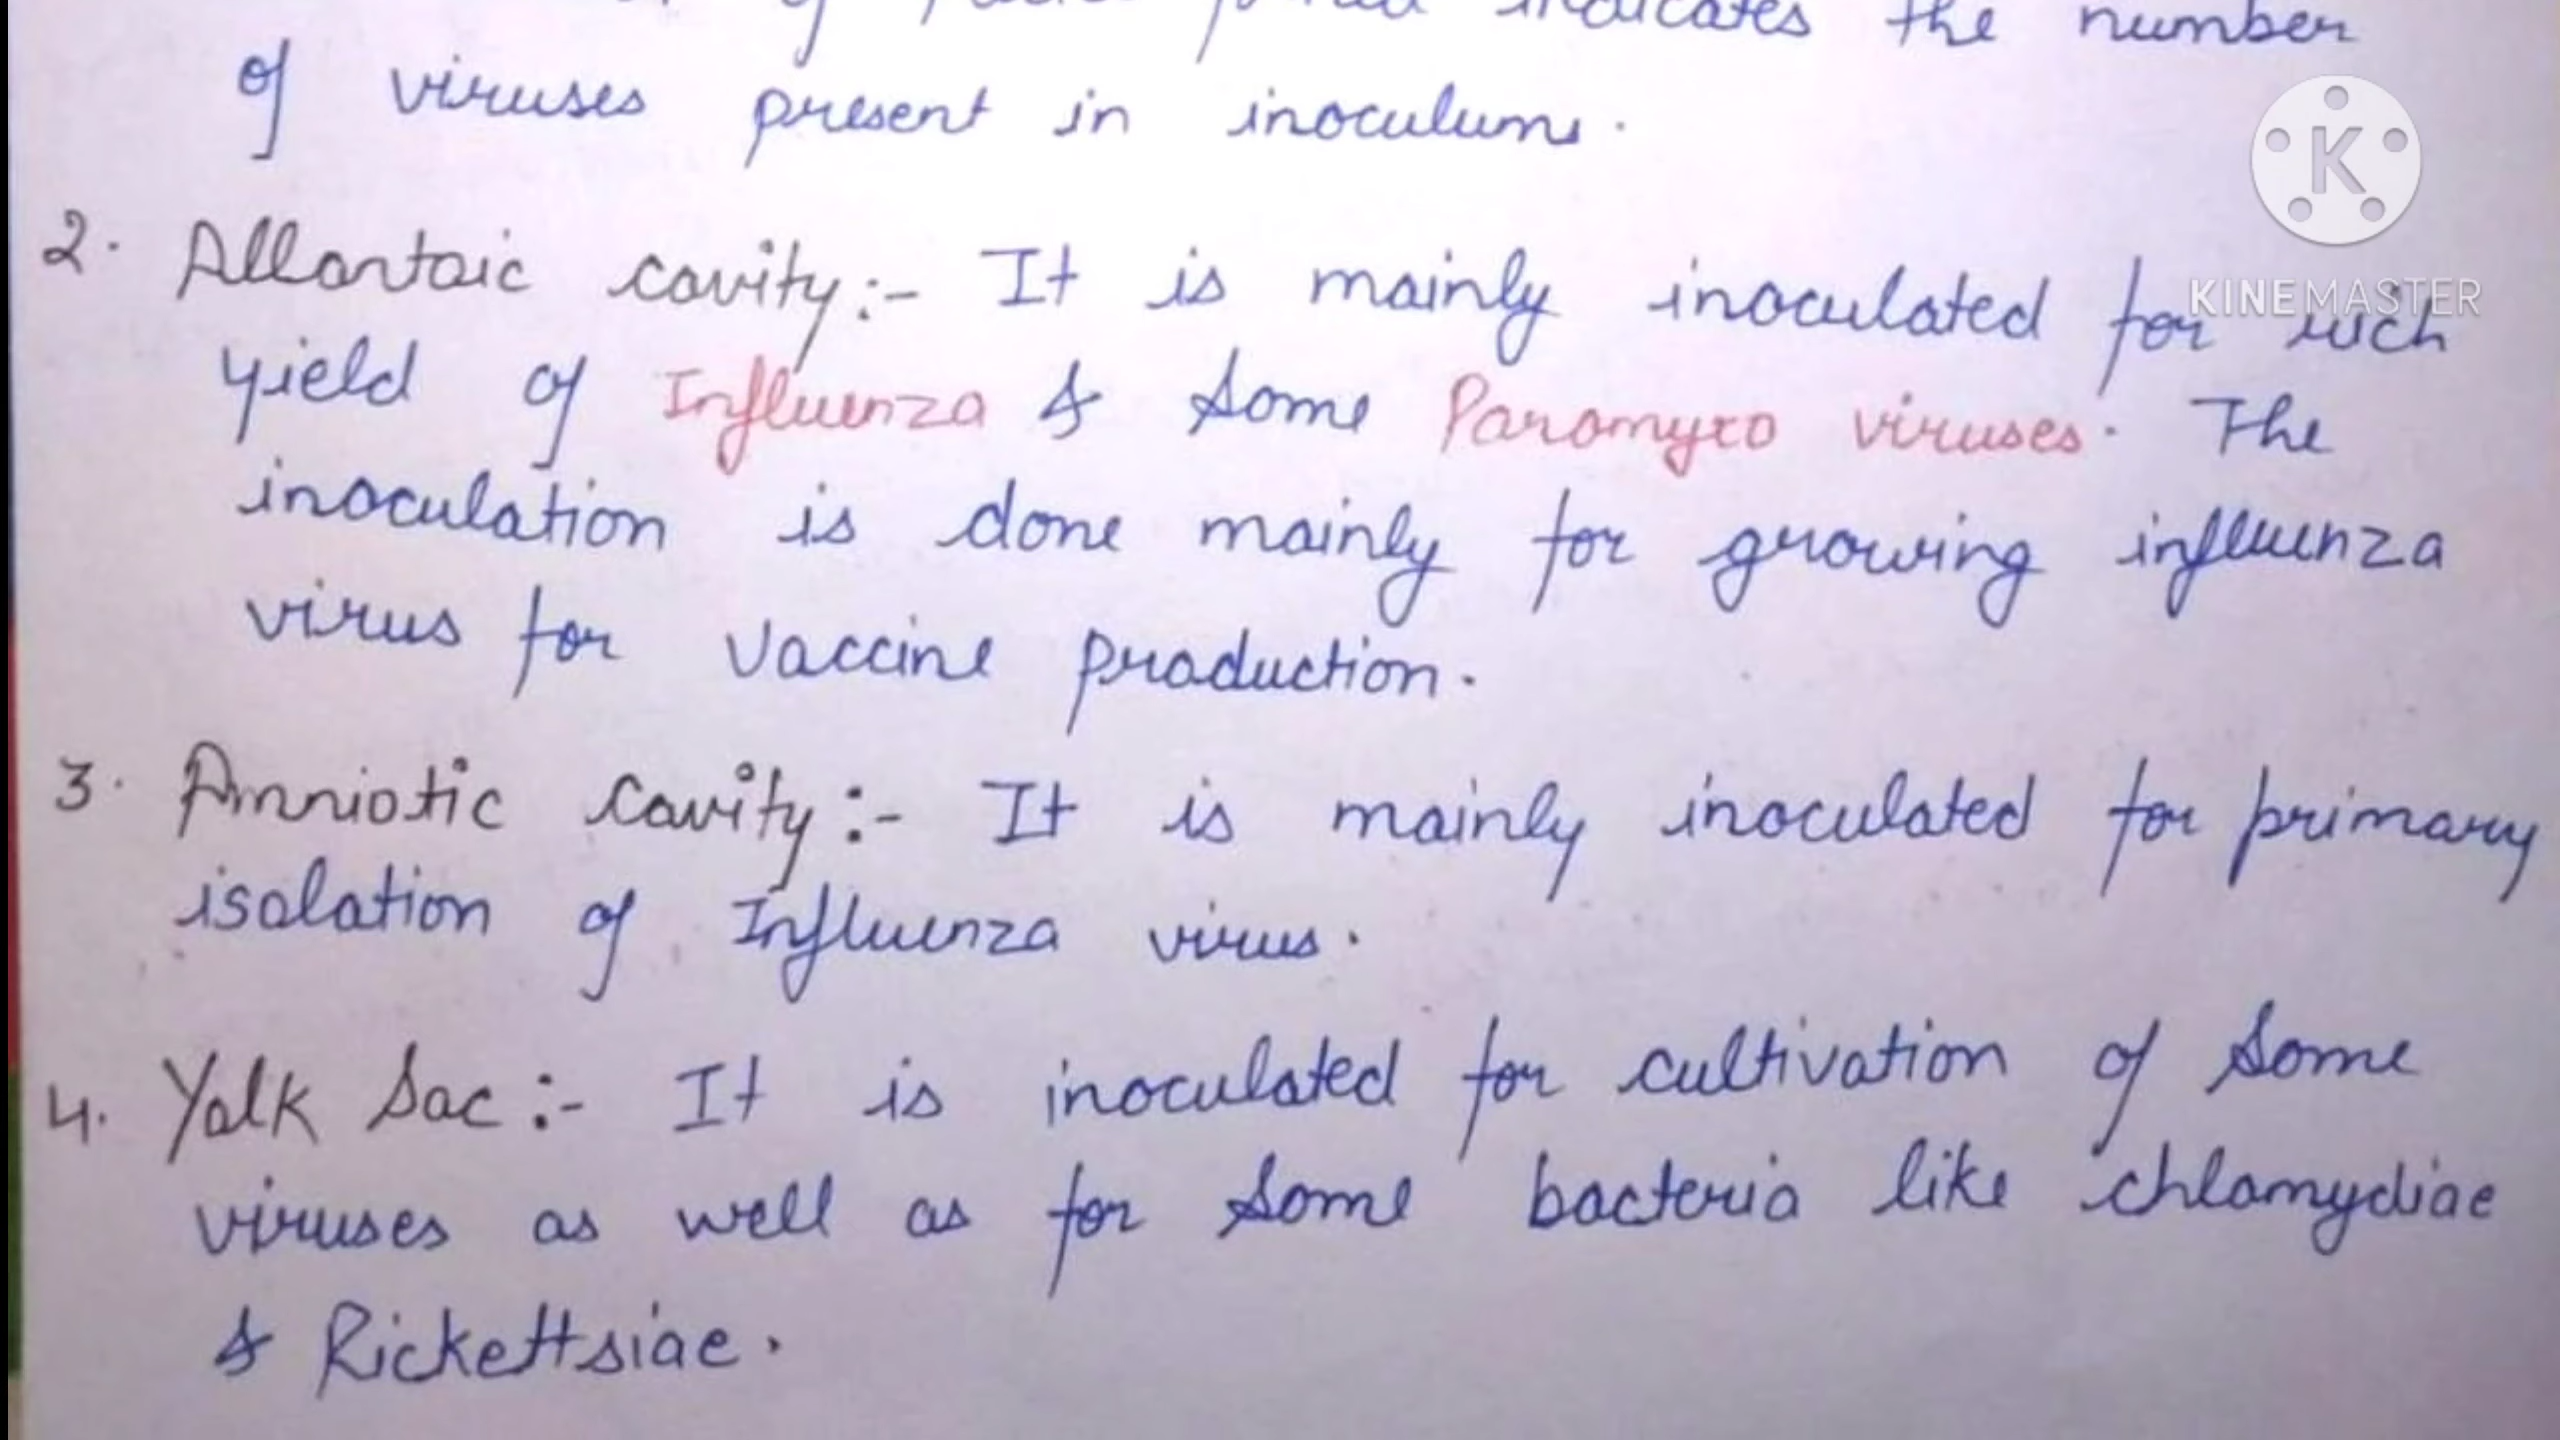 indicates the number
of viruses present in inoculum.
2. Allantoic cavity:- It is mainly inoculated for rich
yield of Influenza & some Paramyxo viruses. The
inoculation is done mainly for growing influenza
virus for vaccine production.
3. Amniotic cavity:- It is mainly inoculated for primary
isolation of Influenza virus.
4. Yolk Sac:- It is inoculated for cultivation of some
viruses as well as for some bacteria like chlamydiae
& Rickettsiae.
K
KINEMASTER